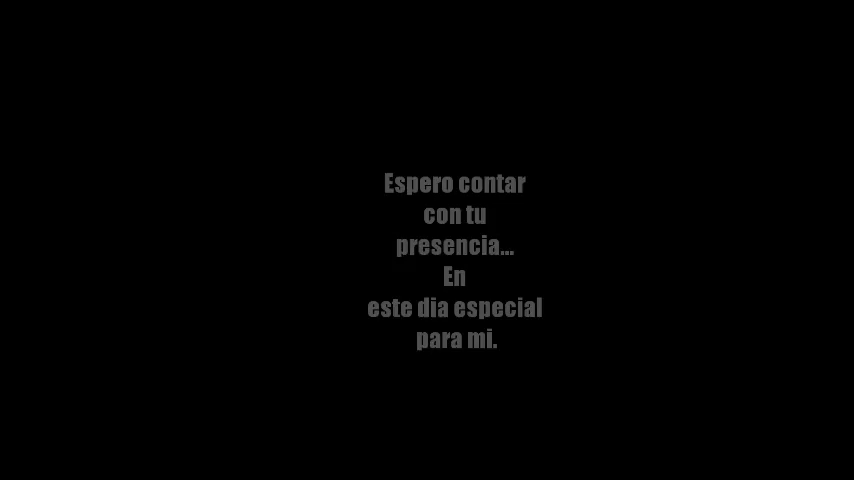 Espero contar
con tu
presencia...
En
este dia especial
para mi.